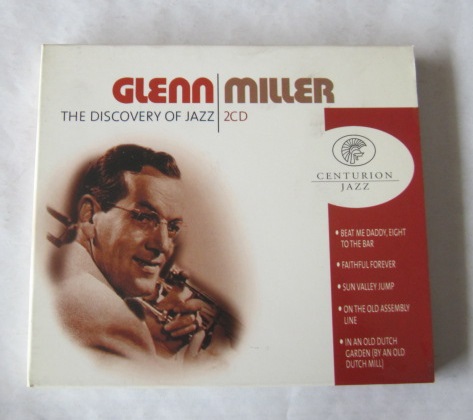 GLENN MILLER
THE DISCOVERY OF JAZZ 2CD
CENTURION
JAZZ
• BEAT ME DADDY, EIGHT
TO THE BAR
• FAITHFUL FOREVER
• SUN VALLEY JUMP
• ON THE OLD ASSEMBLY
LINE
• IN AN OLD DUTCH
GARDEN (BY AN OLD
DUTCH MILL)